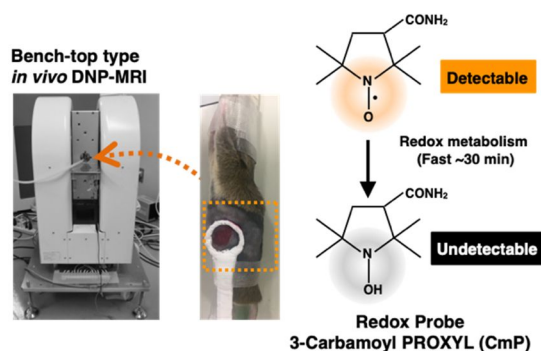 Bench-top type
in vivo DNP-MRI
CONH₂
N
O
Detectable
Redox metabolism
(Fast ~30 min)
CONH₂
N
OH
Undetectable
Redox Probe
3-Carbamoyl PROXYL (CmP)